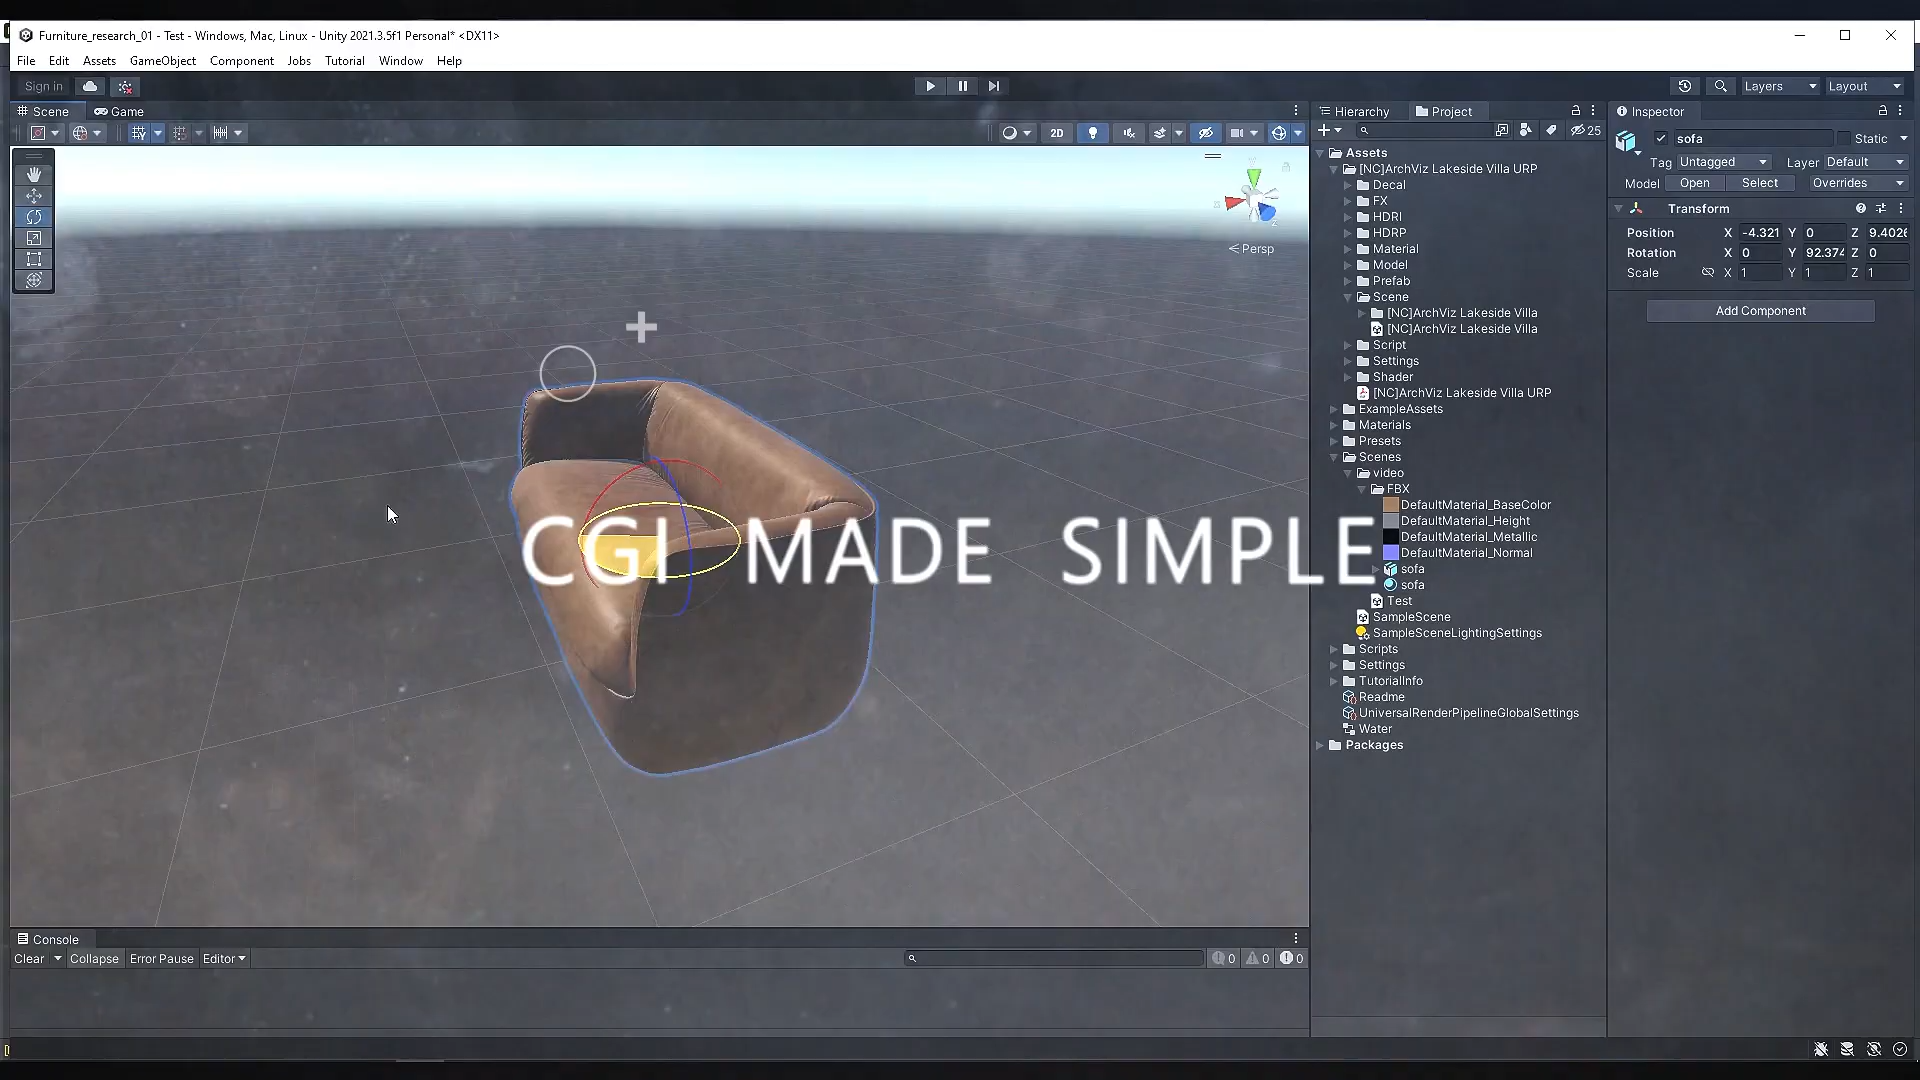 Furniture_research_01 - Test - Windows, Mac, Linux - Unity 2021.3.5f1 Personal* <DX11>
File Edit Assets GameObject Component Jobs Tutorial Window Help
Sign in
Layers
Layout
Scene
Game
2D
Persp
CGI MADE SIMPLE
Console
Clear
Collapse
Error Pause
Editor
0
0
0
Hierarchy
Project
25
Assets
[NC]ArchViz Lakeside Villa URP
Decal
FX
HDRI
HDRP
Material
Model
Prefab
Scene
[NC]ArchViz Lakeside Villa
[NC]ArchViz Lakeside Villa
Script
Settings
Shader
[NC]ArchViz Lakeside Villa URP
ExampleAssets
Materials
Presets
Scenes
video
FBX
DefaultMaterial_BaseColor
DefaultMaterial_Height
DefaultMaterial_Metallic
DefaultMaterial_Normal
sofa
sofa
Test
SampleScene
SampleSceneLightingSettings
Scripts
Settings
TutorialInfo
Readme
UniversalRenderPipelineGlobalSettings
Water
Packages
Inspector
sofa
Static
Tag Untagged Layer Default
Model Open Select Overrides
Transform
Position X -4.321 Y 0 Z 9.4026
Rotation X 0 Y 92.374 Z 0
Scale X 1 Y 1 Z 1
Add Component